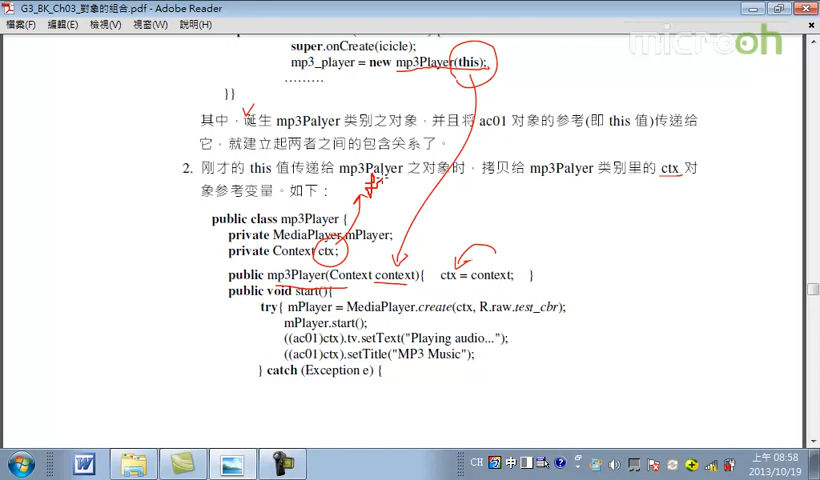 G3_BK_Ch03_對象的組合.pdf - Adobe Reader
檔案(F) 編輯(E) 檢視(V) 視窗(W) 說明(H)
microoh
super.onCreate(icicle);
mp3_player = new mp3Player(this);
………
}}
其中，诞生 mp3Palyer 类别之对象，并且将 ac01 对象的参考(即 this 值)传递给
它，就建立起两者之间的包含关系了。
2. 刚才的 this 值传递给 mp3Palyer 之对象时，拷贝给 mp3Palyer 类别里的 ctx 对
象参考变量。如下：
public class mp3Player {
private MediaPlayer mPlayer;
private Context ctx;
public mp3Player(Context context){ ctx = context; }
public void start(){
try{ mPlayer = MediaPlayer.create(ctx, R.raw.test_cbr);
mPlayer.start();
((ac01)ctx).tv.setText("Playing audio...");
((ac01)ctx).setTitle("MP3 Music");
} catch (Exception e) {
CH 中
上午 08:58
2013/10/19